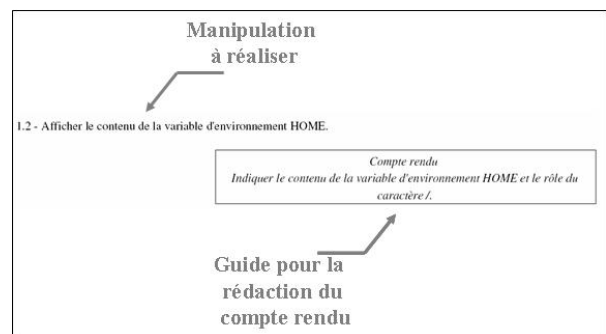 Manipulation
à réaliser
1.2 - Afficher le contenu de la variable d'environnement HOME.
Compte rendu
Indiquer le contenu de la variable d'environnement HOME et le rôle du
caractère /.
Guide pour la
rédaction du
compte rendu